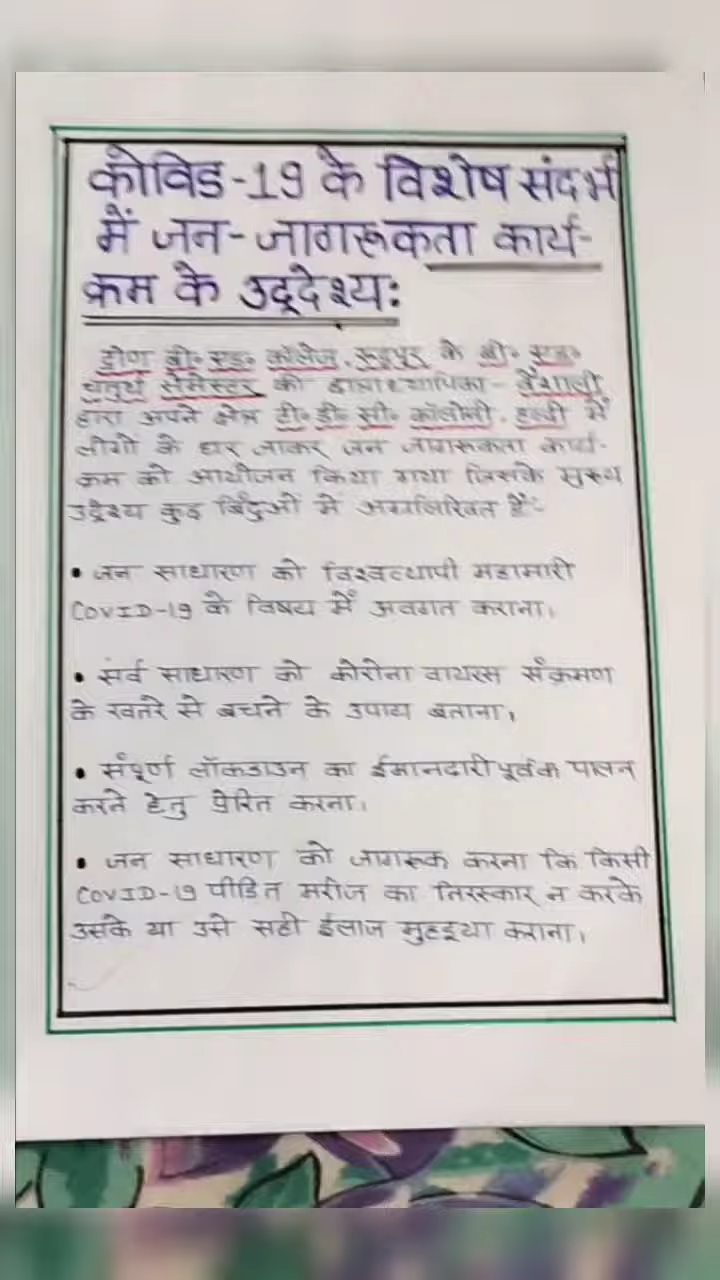 कोविड-19 के विशेष संदर्भ
में जन-जागरूकता कार्य-
क्रम के उद्देश्य:
द्रोण बी॰ एड॰ कॉलेज, रूद्रपुर के बी॰ एड॰
चतुर्थ सेमेस्टर की छात्राध्यापिका - वैशाली
द्वारा अपने क्षेत्र टी॰ डी॰ सी॰ कॉलोनी, हल्दी में
लोगो के घर जाकर जन जागरूकता कार्य-
क्रम को आयोजन किया गया जिसके मुख्य
उद्देश्य कुछ बिंदुओं में अग्रलिखित हैं:-
• जन साधारण को विश्वव्यापी महामारी
COVID-19 के विषय में अवगत कराना।
• सर्व साधारण को कोरोना वायरस संक्रमण
के खतरे से बचने के उपाय बताना।
• संपूर्ण लॉकडाउन का ईमानदारी पूर्वक पालन
करने हेतु प्रेरित करना।
• जन साधारण को जागरूक करना कि किसी
COVID-19 पीडित मरीज का तिरस्कार न करके
उसके या उसे सही ईलाज मुहइया कराना।